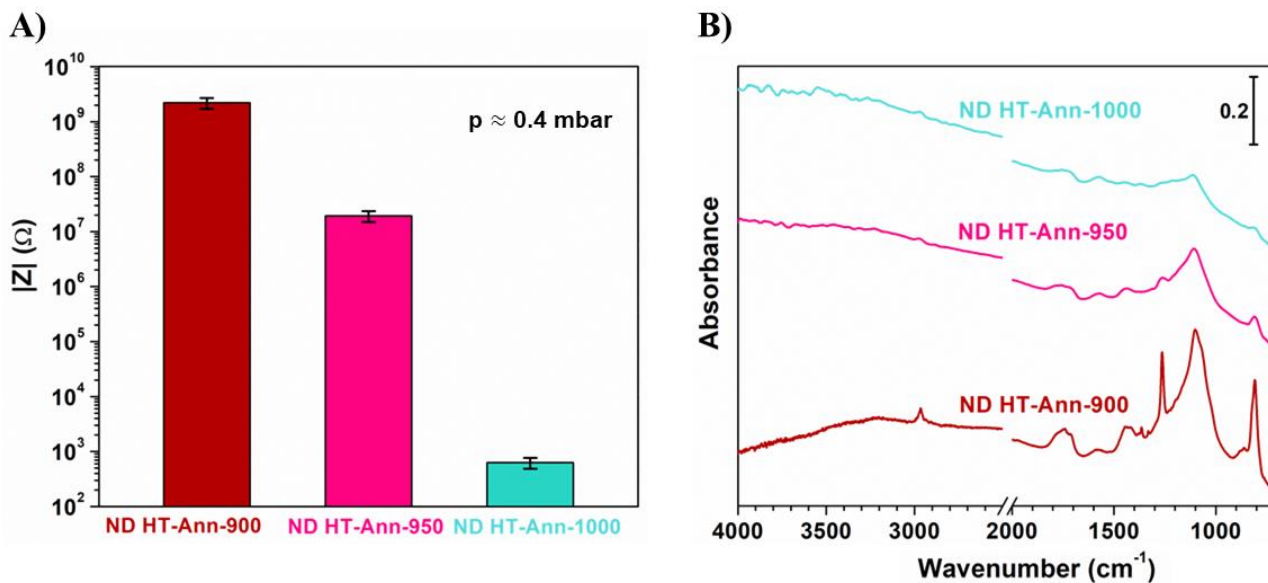 A)
|Z| (Ω)
10^10
10^9
10^8
10^7
10^6
10^5
10^4
10^3
10^2
p ≈ 0.4 mbar
ND HT-Ann-900 ND HT-Ann-950 ND HT-Ann-1000
B)
Absorbance
ND HT-Ann-1000
0.2
ND HT-Ann-950
ND HT-Ann-900
4000 3500 3000 2000 1500 1000
Wavenumber (cm⁻¹)